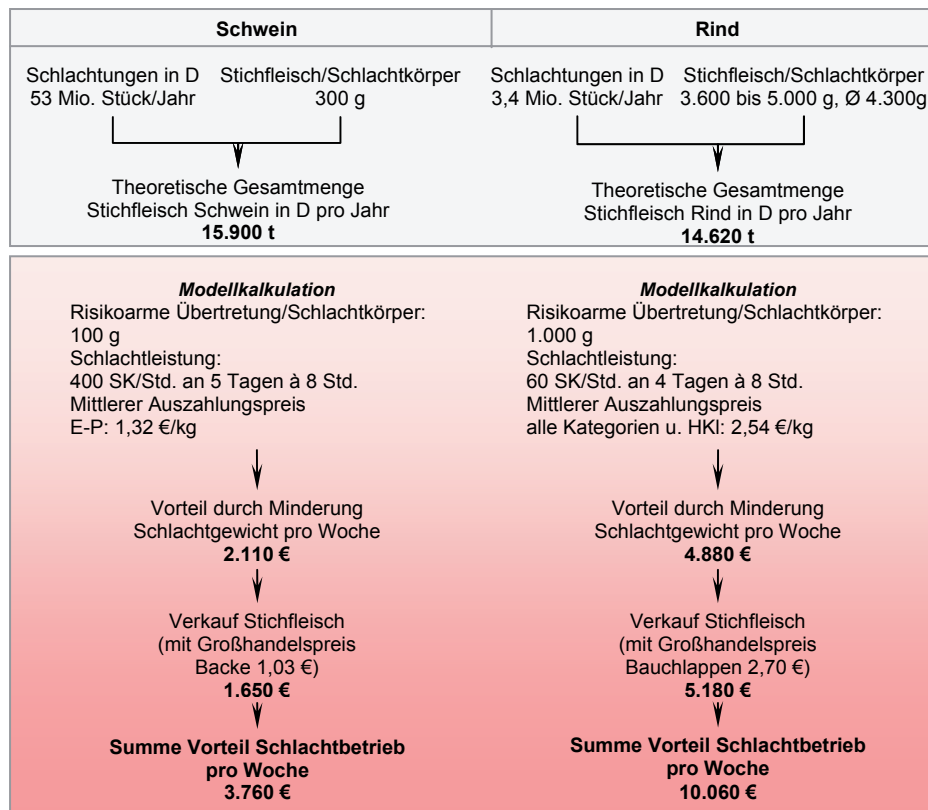 Schwein
Schlachtungen in D
53 Mio. Stück/Jahr
Stichfleisch/Schlachtkörper
300 g
Theoretische Gesamtmenge
Stichfleisch Schwein in D pro Jahr
15.900 t
Rind
Schlachtungen in D
3,4 Mio. Stück/Jahr
Stichfleisch/Schlachtkörper
3.600 bis 5.000 g, Ø 4.300g
Theoretische Gesamtmenge
Stichfleisch Rind in D pro Jahr
14.620 t
Modellkalkulation
Risikoarme Übertretung/Schlachtkörper:
100 g
Schlachtleistung:
400 SK/Std. an 5 Tagen à 8 Std.
Mittlerer Auszahlungspreis
E-P: 1,32 €/kg
Vorteil durch Minderung
Schlachtgewicht pro Woche
2.110 €
Verkauf Stichfleisch
(mit Großhandelspreis
Backe 1,03 €)
1.650 €
Summe Vorteil Schlachtbetrieb
pro Woche
3.760 €
Modellkalkulation
Risikoarme Übertretung/Schlachtkörper:
1.000 g
Schlachtleistung:
60 SK/Std. an 4 Tagen à 8 Std.
Mittlerer Auszahlungspreis
alle Kategorien u. HKl: 2,54 €/kg
Vorteil durch Minderung
Schlachtgewicht pro Woche
4.880 €
Verkauf Stichfleisch
(mit Großhandelspreis
Bauchlappen 2,70 €)
5.180 €
Summe Vorteil Schlachtbetrieb
pro Woche
10.060 €